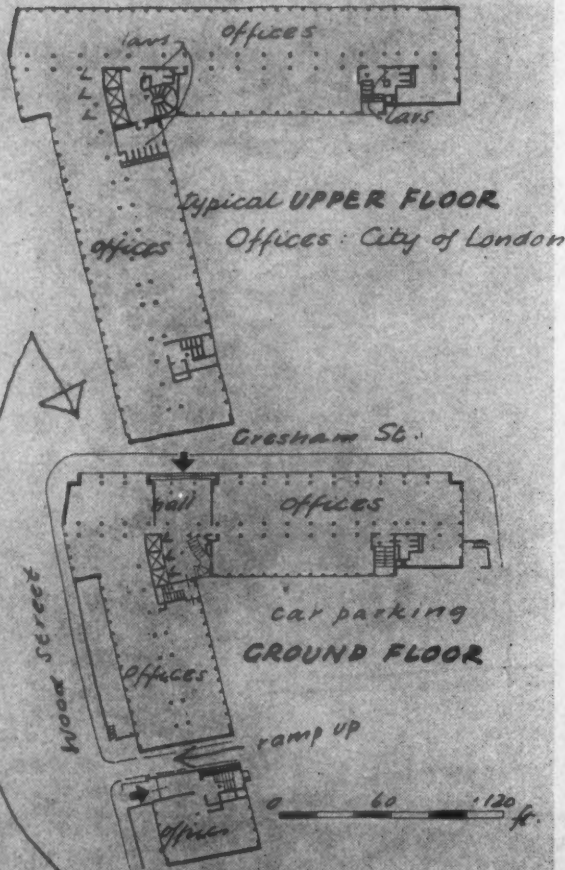 lavs
offices
L
L
L
lavs
typical UPPER FLOOR
Offices: City of London
offices
Gresham St.
hall
offices
L
L
L
Wood Street
car parking
GROUND FLOOR
offices
ramp up
offices
0 60 120
ft.